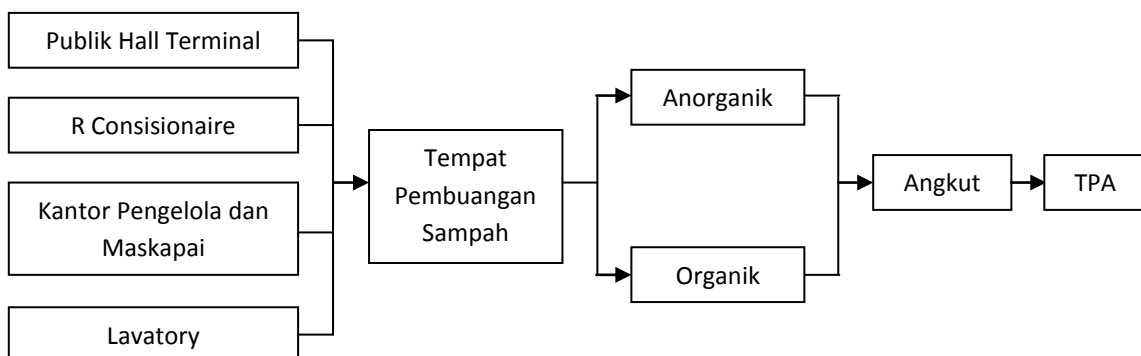 Publik Hall Terminal
R Consisionaire
Kantor Pengelola dan
Maskapai
Lavatory
Tempat
Pembuangan
Sampah
Anorganik
Organik
Angkut
TPA